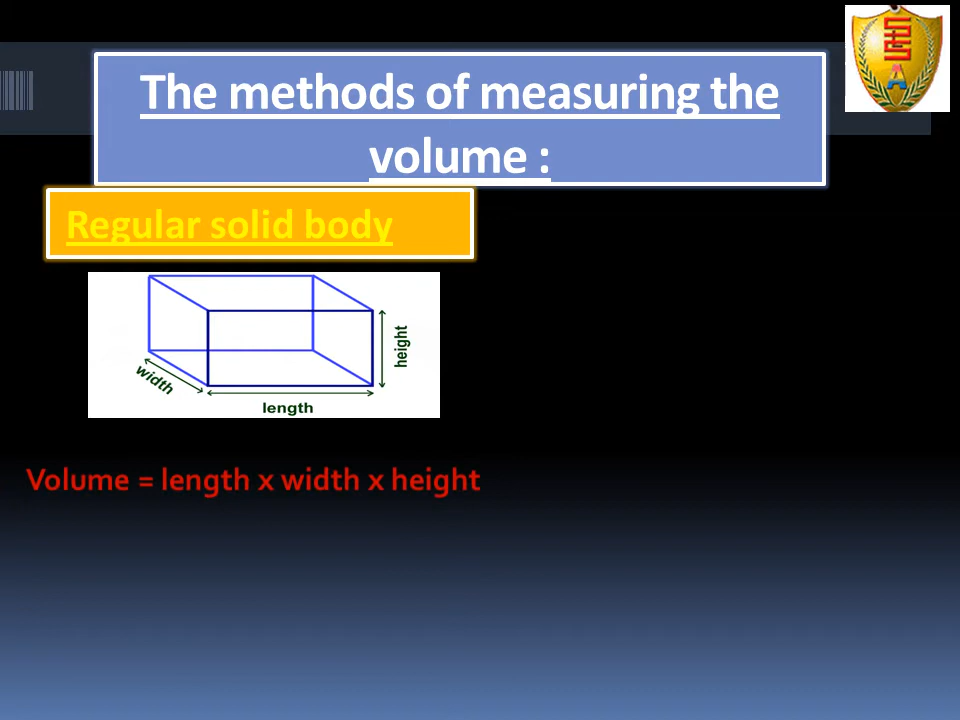 The methods of measuring the
volume :
Regular solid body
height
width
length
Volume = length x width x height